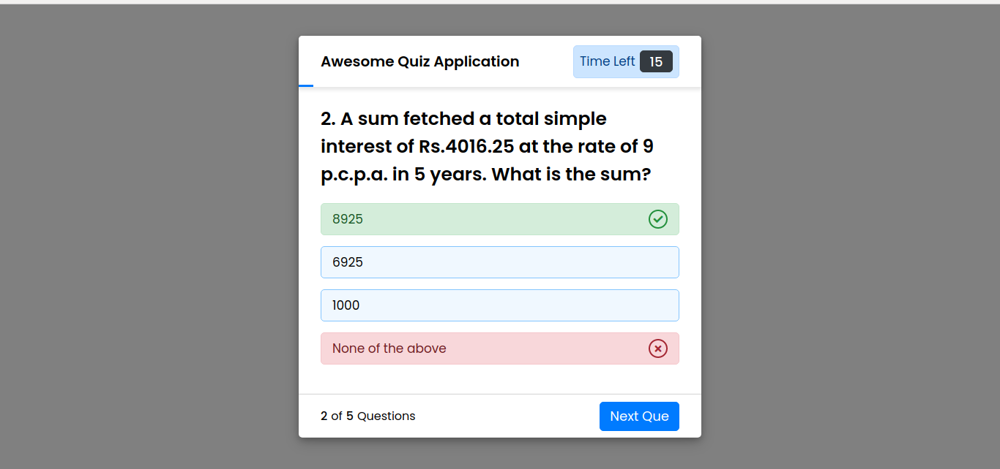 Awesome Quiz Application
Time Left 15
2. A sum fetched a total simple
interest of Rs.4016.25 at the rate of 9
p.c.p.a. in 5 years. What is the sum?
8925
6925
1000
None of the above
2 of 5 Questions
Next Que